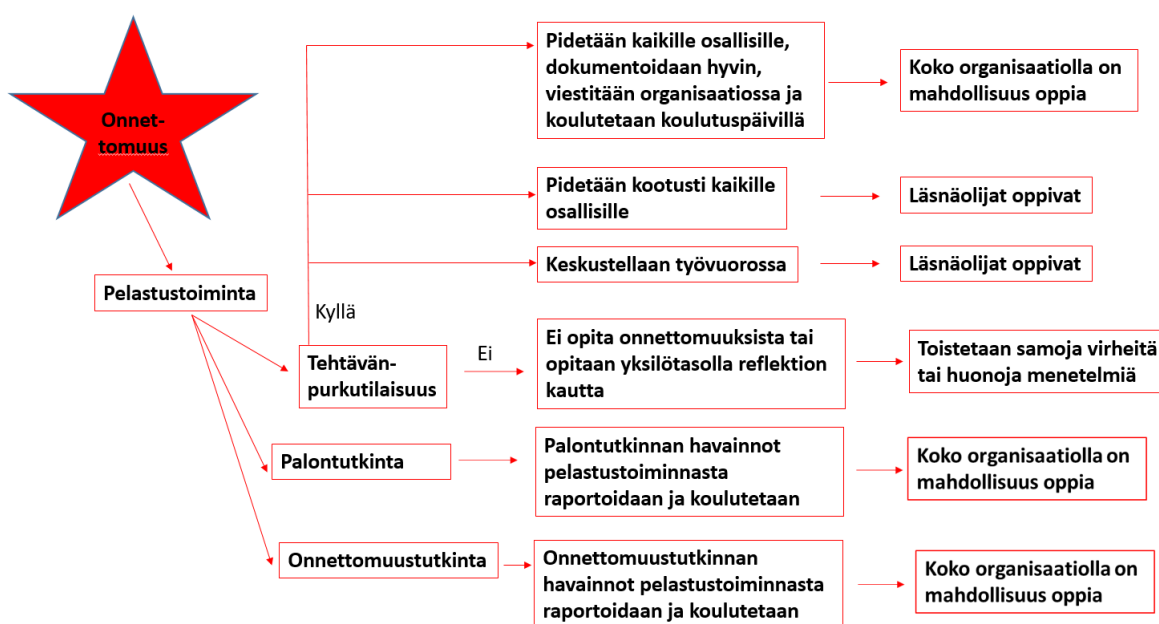 Onnet-
tomuus
Pelastustoiminta
Kyllä
Tehtävän-
purkutilaisuus
Ei
Palontutkinta
Onnettomuustutkinta
Pidetään kaikille osallisille,
dokumentoidaan hyvin,
viestitään organisaatiossa ja
koulutetaan koulutuspäivillä
Koko organisaatiolla on
mahdollisuus oppia
Pidetään kootusti kaikille
osallisille
Läsnäolijat oppivat
Keskustellaan työvuorossa
Läsnäolijat oppivat
Ei opita onnettomuuksista tai
opitaan yksilötasolla reflektion
kautta
Toistetaan samoja virheitä
tai huonoja menetelmiä
Palontutkinnan havainnot
pelastustoiminnasta
raportoidaan ja koulutetaan
Koko organisaatiolla on
mahdollisuus oppia
Onnettomuustutkinnan
havainnot pelastustoiminnasta
raportoidaan ja koulutetaan
Koko organisaatiolla on
mahdollisuus oppia